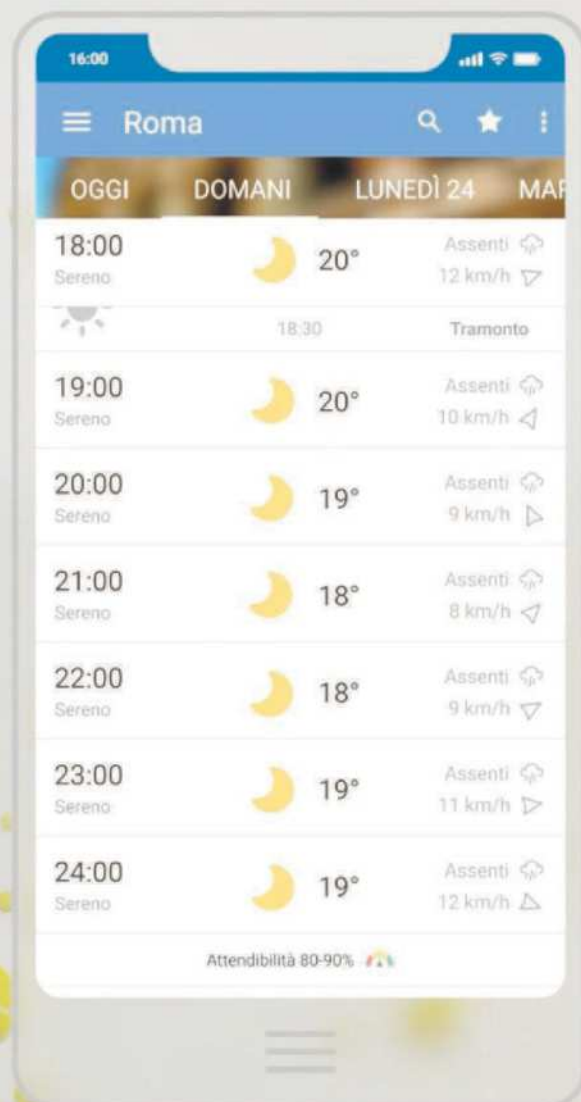 16:00
Roma
OGGI DOMANI LUNEDÌ 24 MAR
18:00 20° Assenti
Sereno 12 km/h
18:30 Tramonto
19:00 20° Assenti
Sereno 10 km/h
20:00 19° Assenti
Sereno 9 km/h
21:00 18° Assenti
Sereno 8 km/h
22:00 18° Assenti
Sereno 9 km/h
23:00 19° Assenti
Sereno 11 km/h
24:00 19° Assenti
Sereno 12 km/h
Attendibilità 80-90%